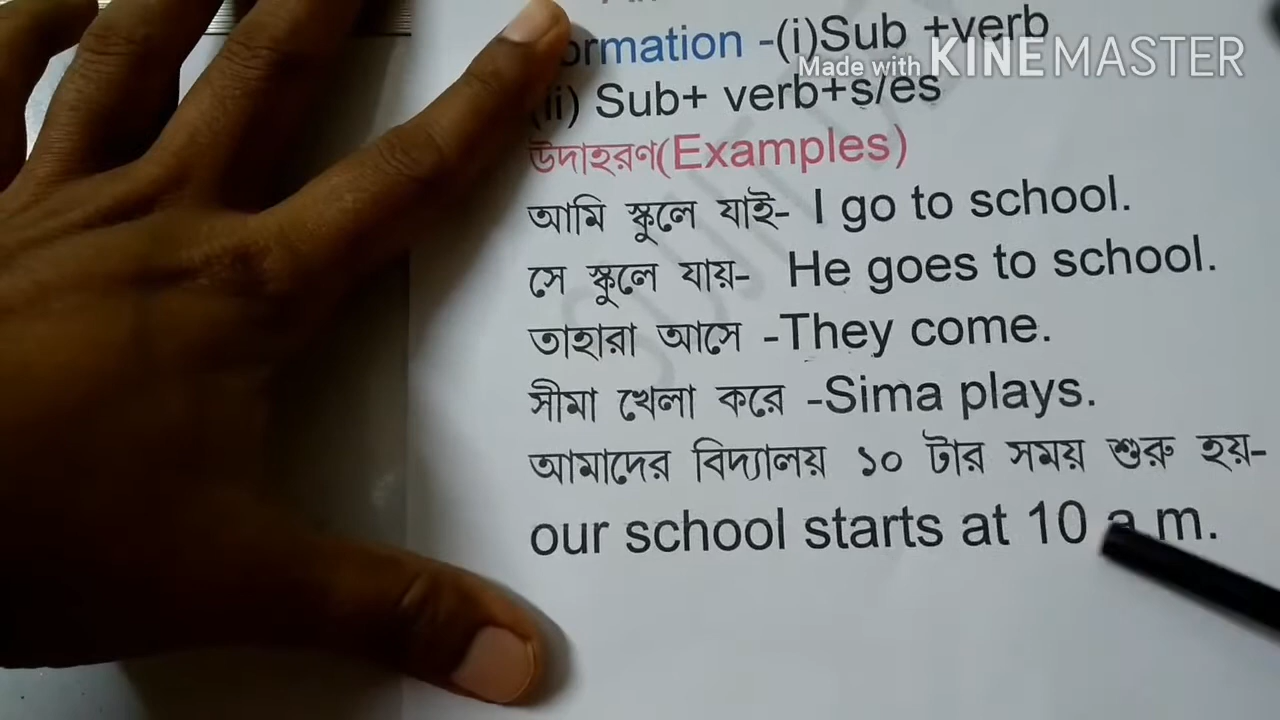 ormation -(i)Sub +verb
Made with KINEMASTER
(ii) Sub+ verb+s/es
উদাহরণ(Examples)
আমি স্কুলে যাই- I go to school.
সে স্কুলে যায়- He goes to school.
তাহারা আসে -They come.
সীমা খেলা করে -Sima plays.
আমাদের বিদ্যালয় ১০ টার সময় শুরু হয়-
our school starts at 10 a.m.